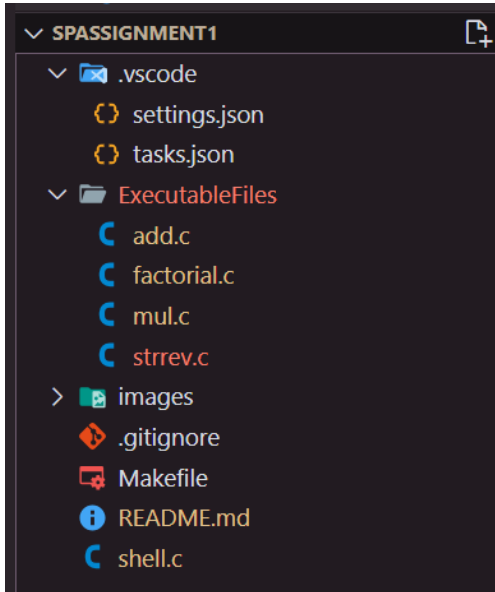 SPASSIGNMENT1
.vscode
{} settings.json
{} tasks.json
ExecutableFiles
C add.c
C factorial.c
C mul.c
C strrev.c
images
.gitignore
Makefile
README.md
C shell.c